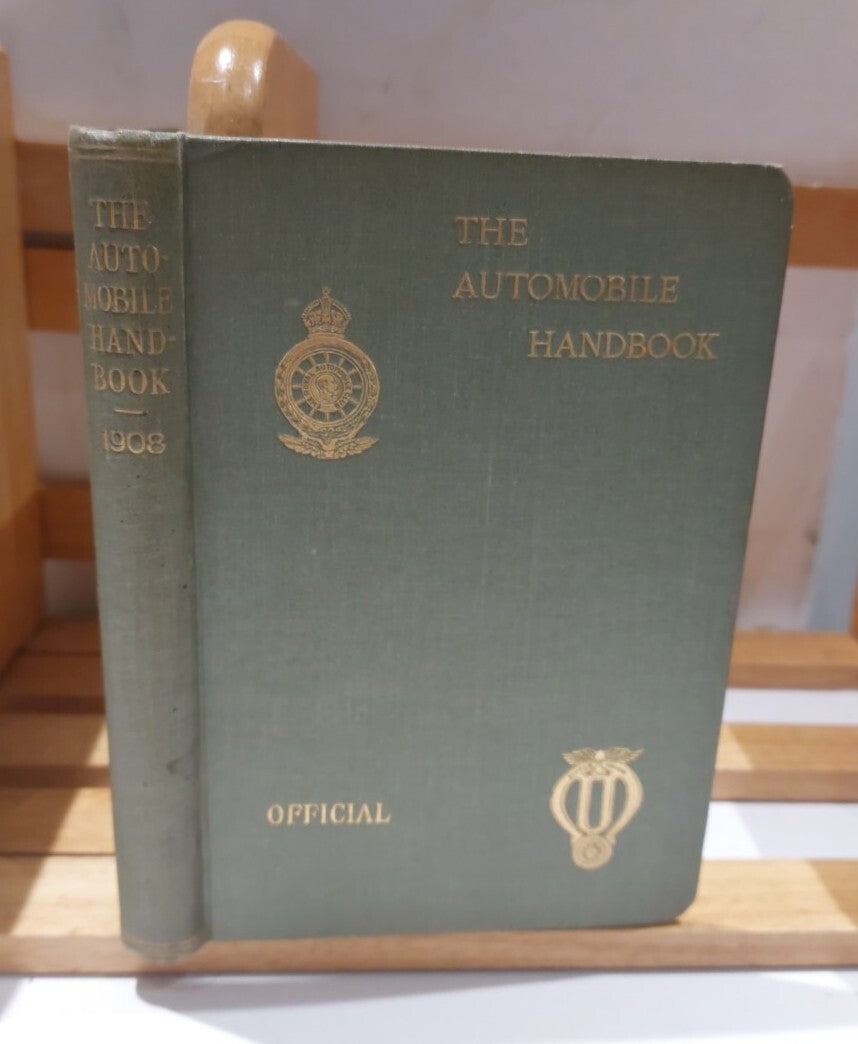 THE
AUTO-
MOBILE
HAND-
BOOK
1908
THE
AUTOMOBILE
HANDBOOK
OFFICIAL